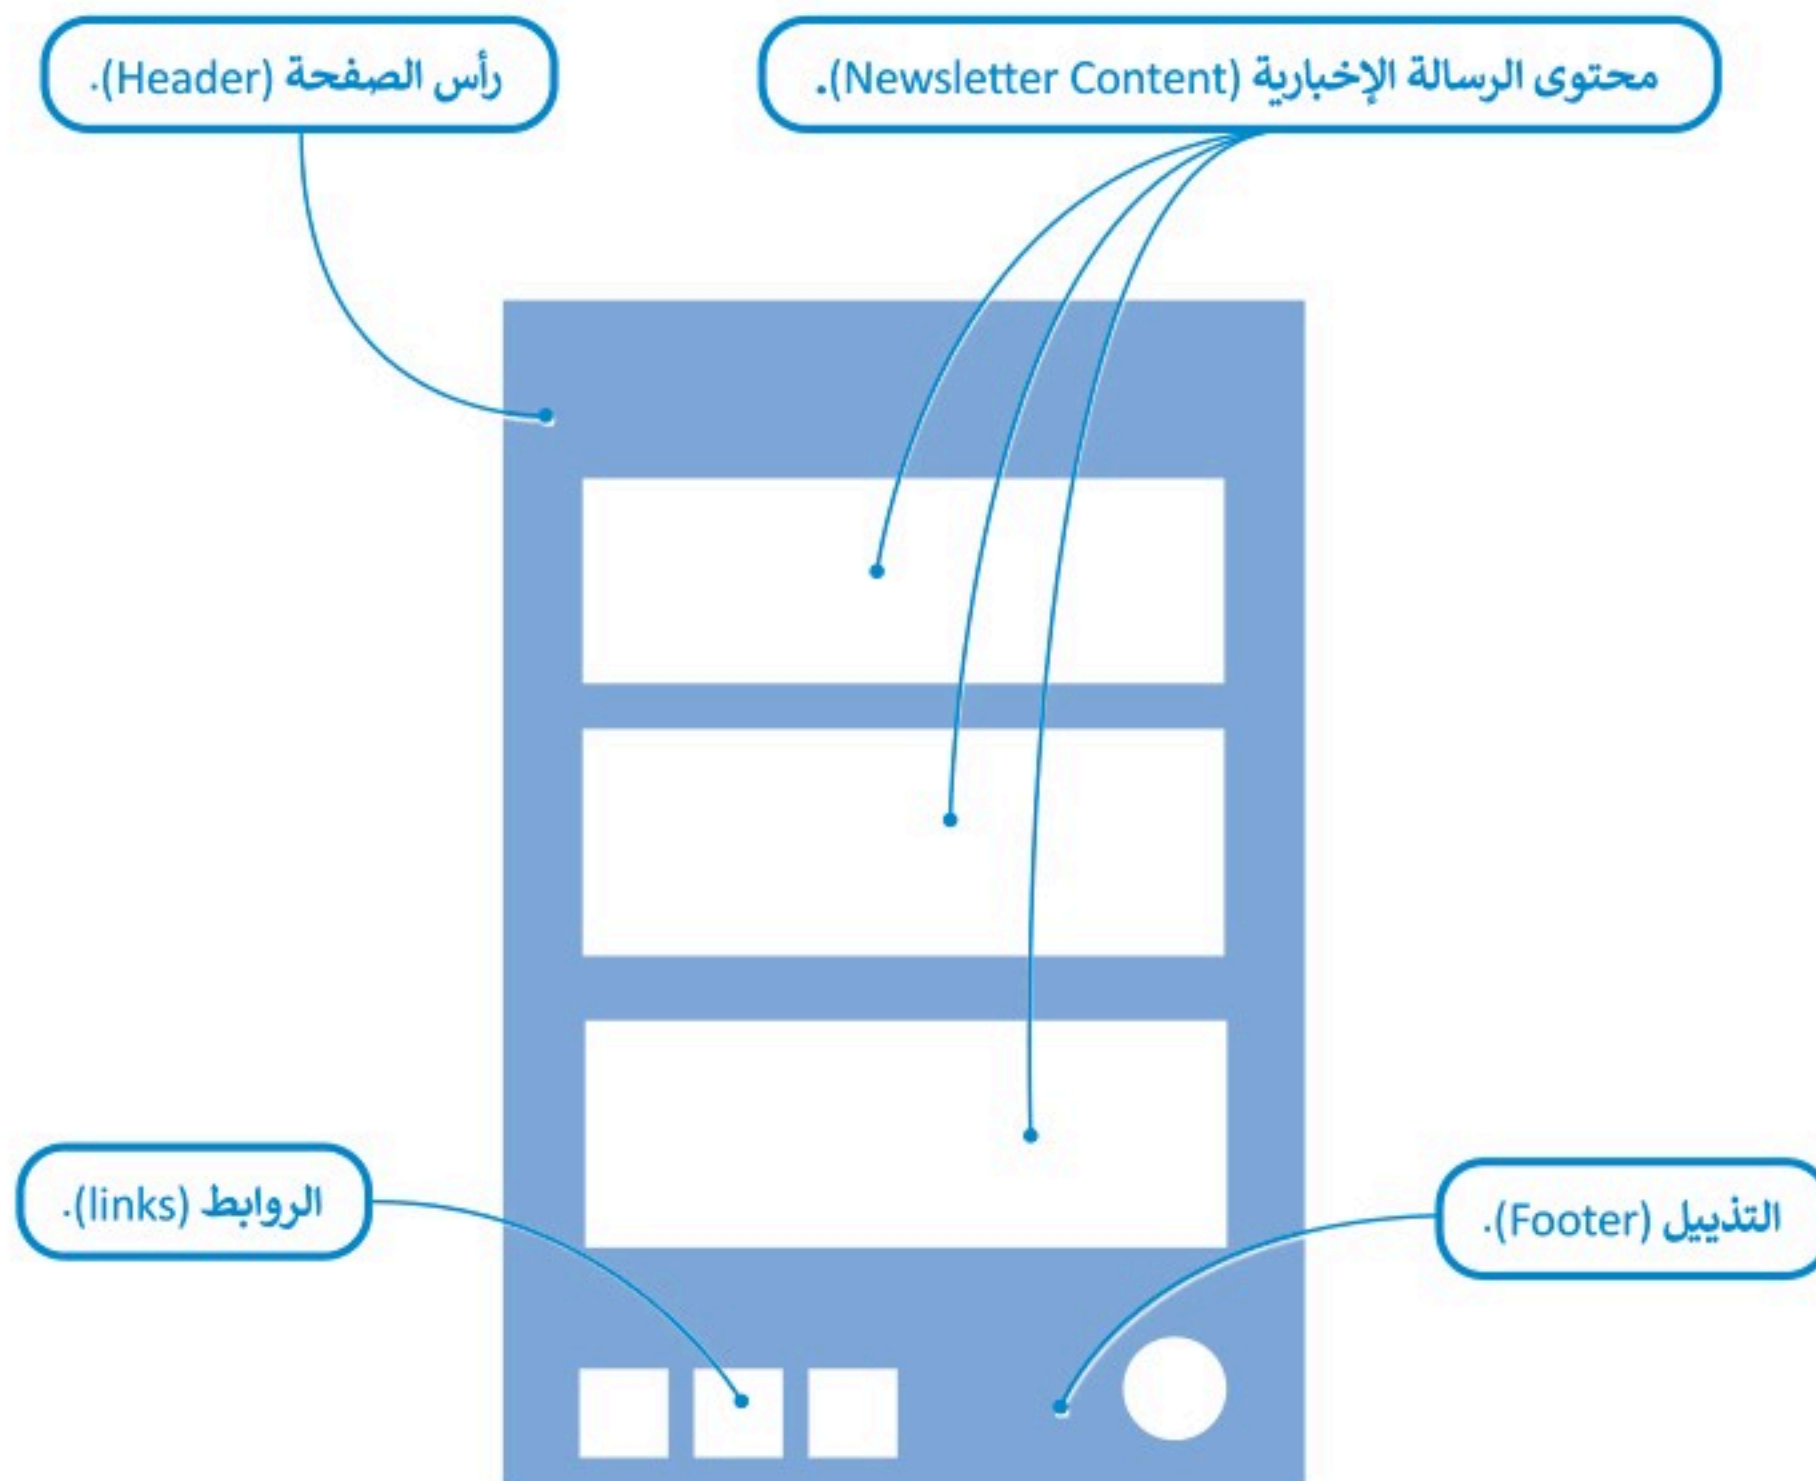 محتوى الرسالة الإخبارية (Newsletter Content).
رأس الصفحة (Header).
التذييل (Footer).
الروابط (links).